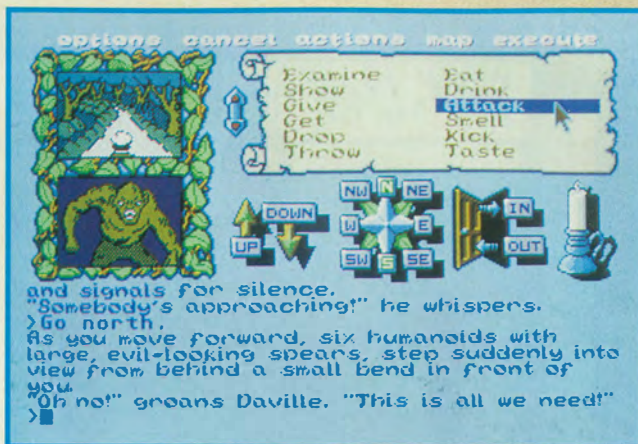 options cancel actions map execute
Examine Eat
Show Drink
Give Attack
Get Smell
Drop Kick
Throw Taste
NW N NE
UP DOWN W E IN
SW S SE OUT
and signals for silence.
"Somebody's approaching!" he whispers.
>Go north.
As you move forward, six humanoids with
large, evil-looking spears, step suddenly into
view from behind a small bend in front of
you.
"Oh no!" groans Daville. "This is all we need!"
>